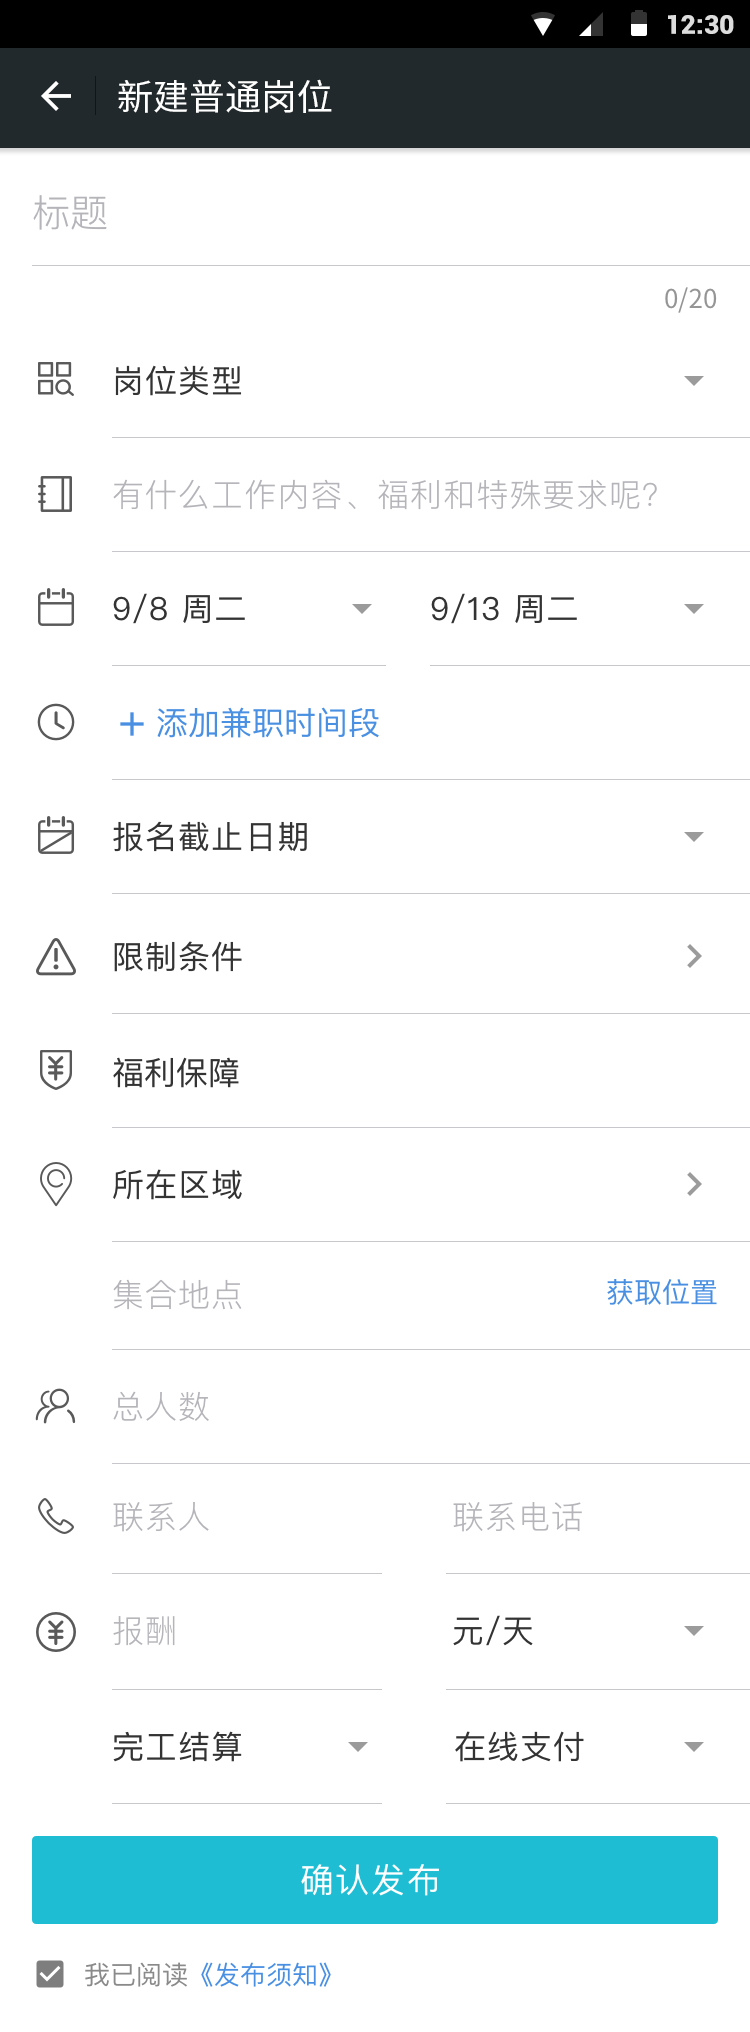 12:30
新建普通岗位
标题
0/20
岗位类型
有什么工作内容、福利和特殊要求呢?
9/8 周二 9/13 周二
+ 添加兼职时间段
报名截止日期
限制条件
福利保障
所在区域
集合地点 获取位置
总人数
联系人 联系电话
报酬 元/天
完工结算 在线支付
确认发布
我已阅读《发布须知》